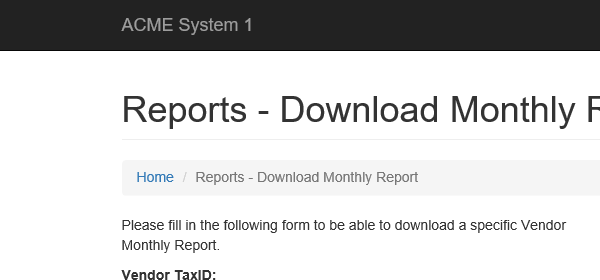 ACME System 1
Reports - Download Monthly
Home / Reports - Download Monthly Report
Please fill in the following form to be able to download a specific Vendor
Monthly Report.
Vendor TaxID: